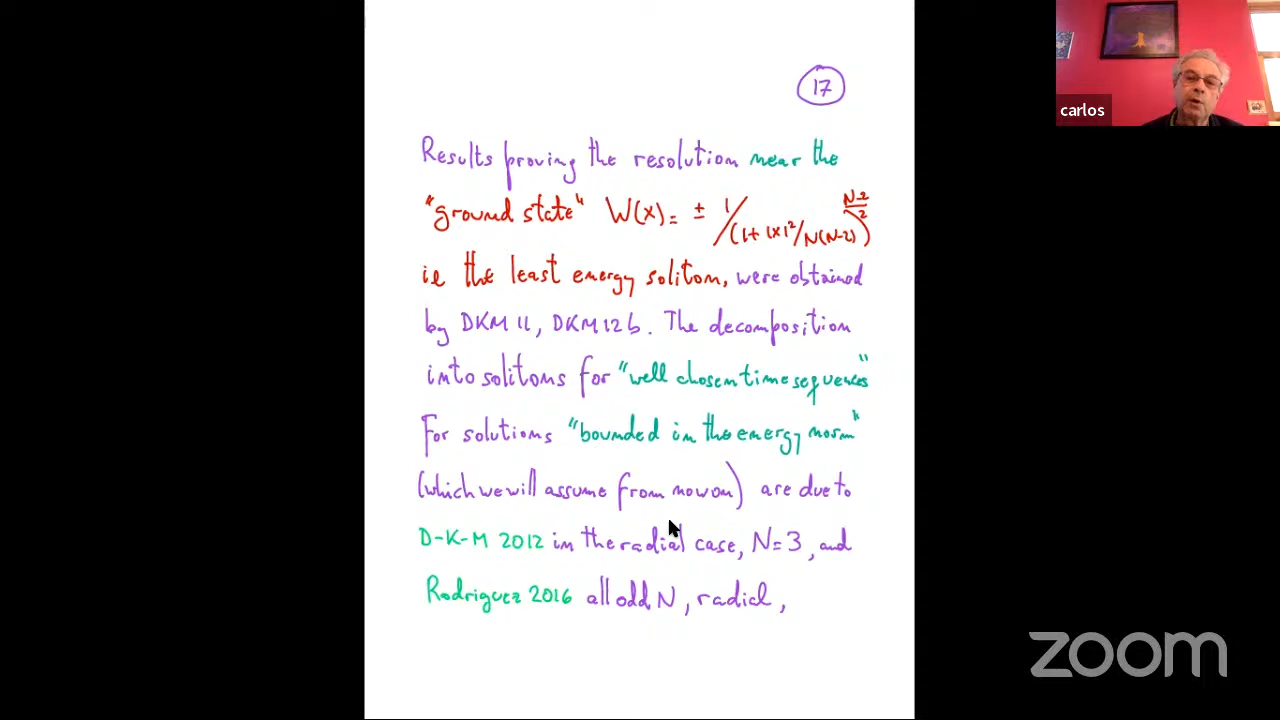 17
carlos
Results proving the resolution near the
"ground state" W(x) = ± 1/(1+|x|²/N(N-2))^{\frac{N-2}{2}}
ie the least energy soliton, were obtained
by DKM 11, DKM 12b. The decomposition
into solitons for "well chosen time sequences"
For solutions "bounded in the energy norm"
(which we will assume from now on) are due to
D-K-M 2012 in the radial case, N=3, and
Rodriguez 2016 all odd N, radial,
zoom